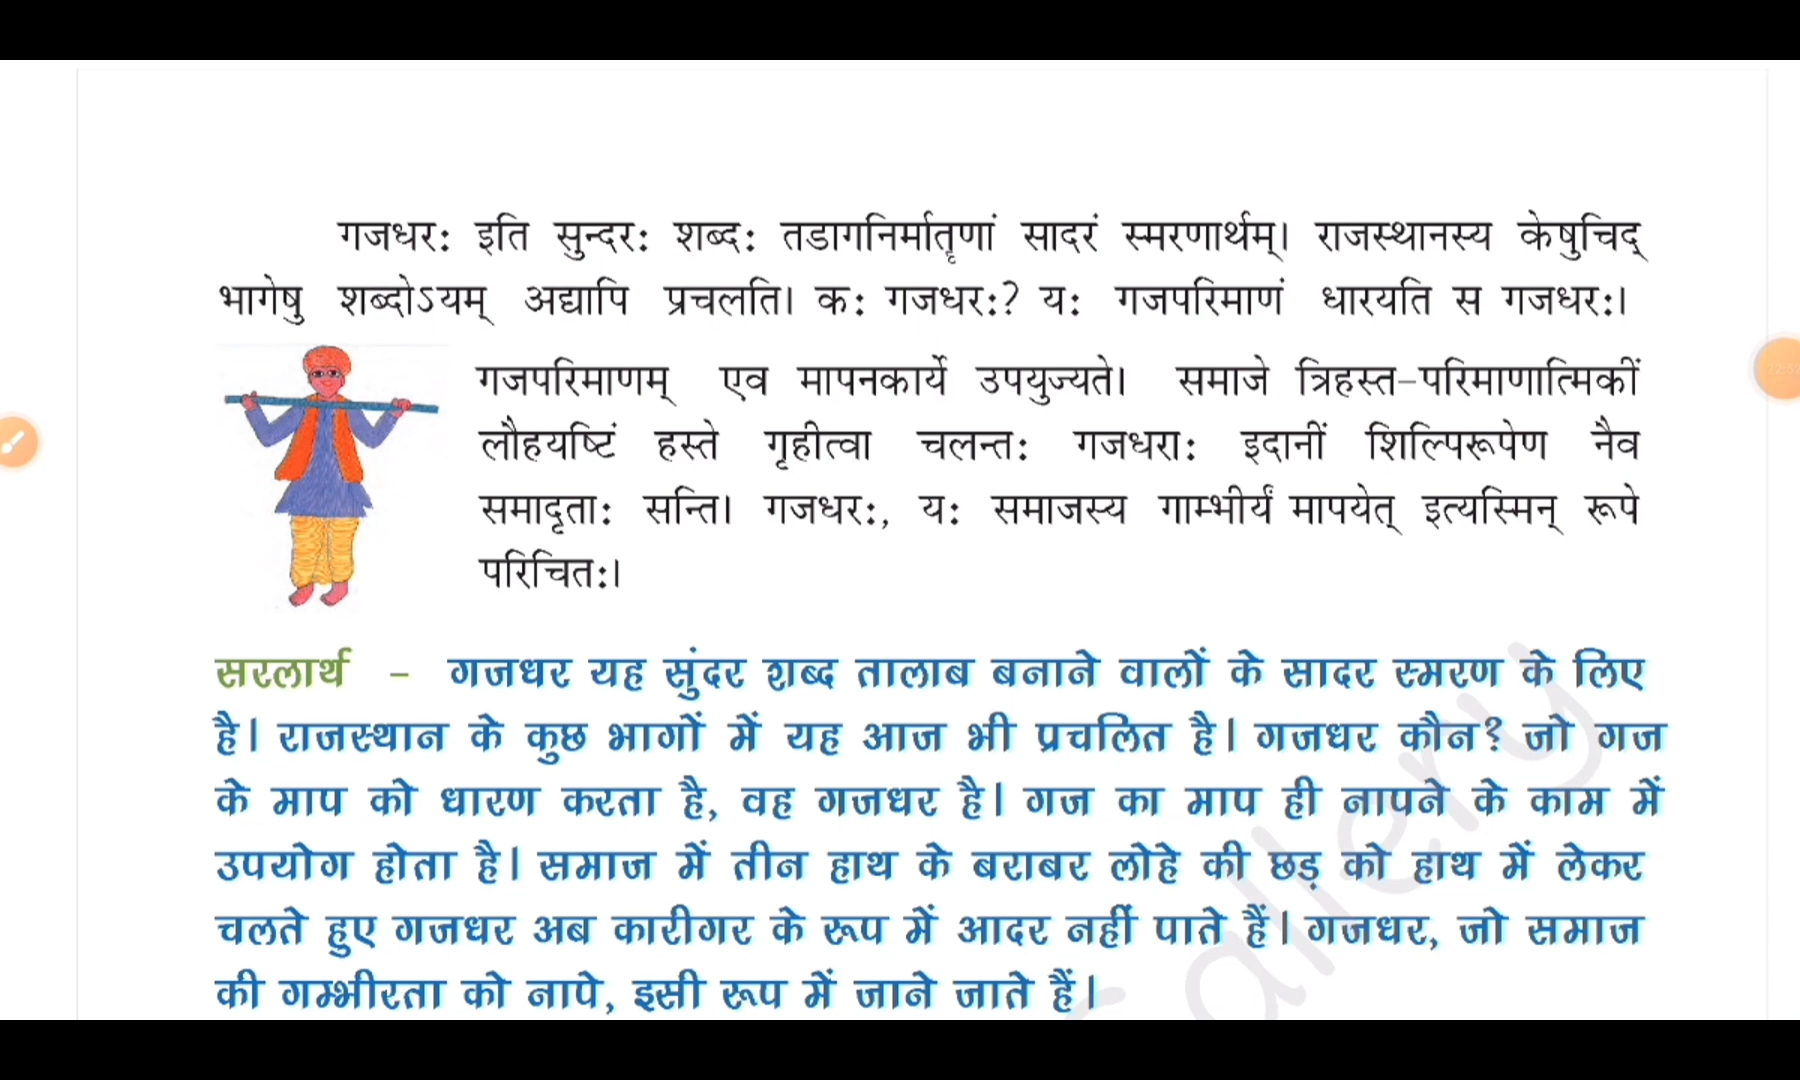 गजधरः इति सुन्दरः शब्दः तडागनिर्मातॄणां सादरं स्मरणार्थम्। राजस्थानस्य केषुचिद्
भागेषु शब्दोऽयम् अद्यापि प्रचलति। कः गजधरः? यः गजपरिमाणं धारयति स गजधरः।
गजपरिमाणम् एव मापनकार्ये उपयुज्यते। समाजे त्रिहस्त-परिमाणात्मिकीं
लौहयष्टिं हस्ते गृहीत्वा चलन्तः गजधराः इदानीं शिल्पिरूपेण नैव
समादृताः सन्ति। गजधरः, यः समाजस्य गाम्भीर्यं मापयेत् इत्यस्मिन् रूपे
परिचितः।
सरलार्थ - गजधर यह सुंदर शब्द तालाब बनाने वालों के सादर स्मरण के लिए
है। राजस्थान के कुछ भागों में यह आज भी प्रचलित है। गजधर कौन? जो गज
के माप को धारण करता है, वह गजधर है। गज का माप ही नापने के काम में
उपयोग होता है। समाज में तीन हाथ के बराबर लोहे की छड़ को हाथ में लेकर
चलते हुए गजधर अब कारीगर के रूप में आदर नहीं पाते हैं। गजधर, जो समाज
की गम्भीरता को नापे, इसी रूप में जाने जाते हैं।